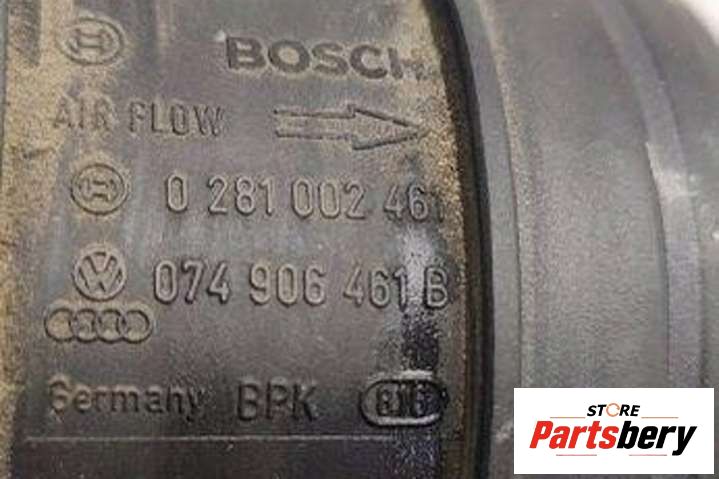 BOSCH
AIR FLOW
0 281 002 461
074 906 461 B
Germany BPK
STORE
Partsbery